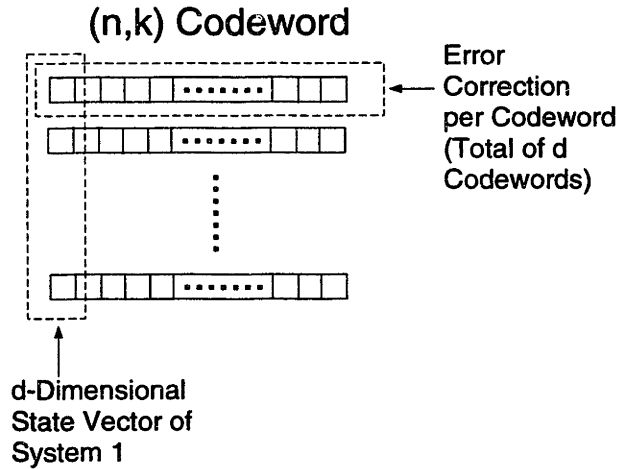 (n,k) Codeword
Error
Correction
per Codeword
(Total of d
Codewords)
d-Dimensional
State Vector of
System 1